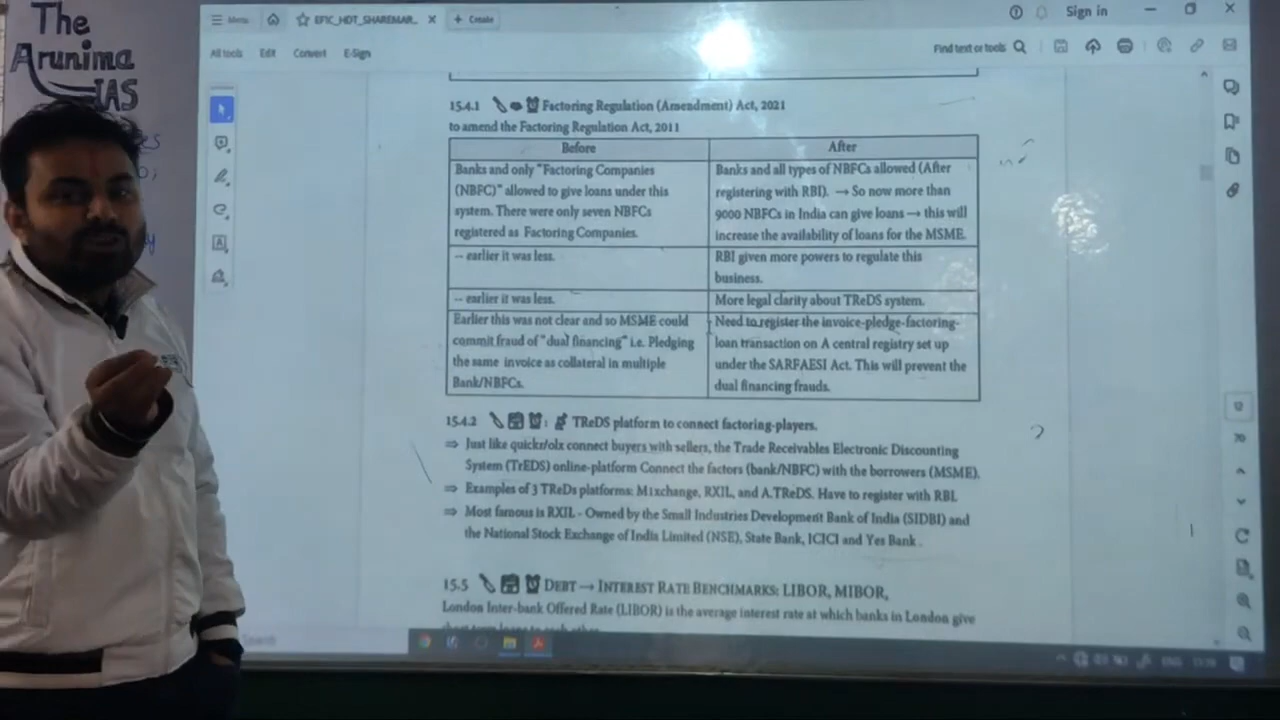 The
Arunima
IAS
Menu
EFIC_HDT_SHAREMAR...
+ Create
Sign in
All tools Edit Convert E-Sign
Find text or tools
15.4.1 Factoring Regulation (Amendment) Act, 2021
to amend the Factoring Regulation Act, 2011
Before
After
Banks and only "Factoring Companies
(NBFC)" allowed to give loans under this
system. There were only seven NBFCs
registered as Factoring Companies.
Banks and all types of NBFCs allowed (After
registering with RBI). → So now more than
9000 NBFCs in India can give loans → this will
increase the availability of loans for the MSME.
-- earlier it was less.
RBI given more powers to regulate this
business.
-- earlier it was less.
More legal clarity about TReDS system.
Earlier this was not clear and so MSME could
commit fraud of "dual financing" i.e. Pledging
the same invoice as collateral in multiple
Bank/NBFCs.
Need to register the invoice-pledge-factoring-
loan transaction on A central registry set up
under the SARFAESI Act. This will prevent the
dual financing frauds.
15.4.2 : TReDS platform to connect factoring-players.
⇒ Just like quickr/olx connect buyers with sellers, the Trade Receivables Electronic Discounting
System (TrEDS) online-platform Connect the factors (bank/NBFC) with the borrowers (MSME).
⇒ Examples of 3 TReDs platforms: M1xchange, RXIL, and A.TReDS. Have to register with RBI.
⇒ Most famous is RXIL - Owned by the Small Industries Development Bank of India (SIDBI) and
the National Stock Exchange of India Limited (NSE), State Bank, ICICI and Yes Bank .
15.5 DEBT → INTEREST RATE BENCHMARKS: LIBOR, MIBOR,
London Inter-bank Offered Rate (LIBOR) is the average interest rate at which banks in London give
short term loans to each other.
Search
ENG